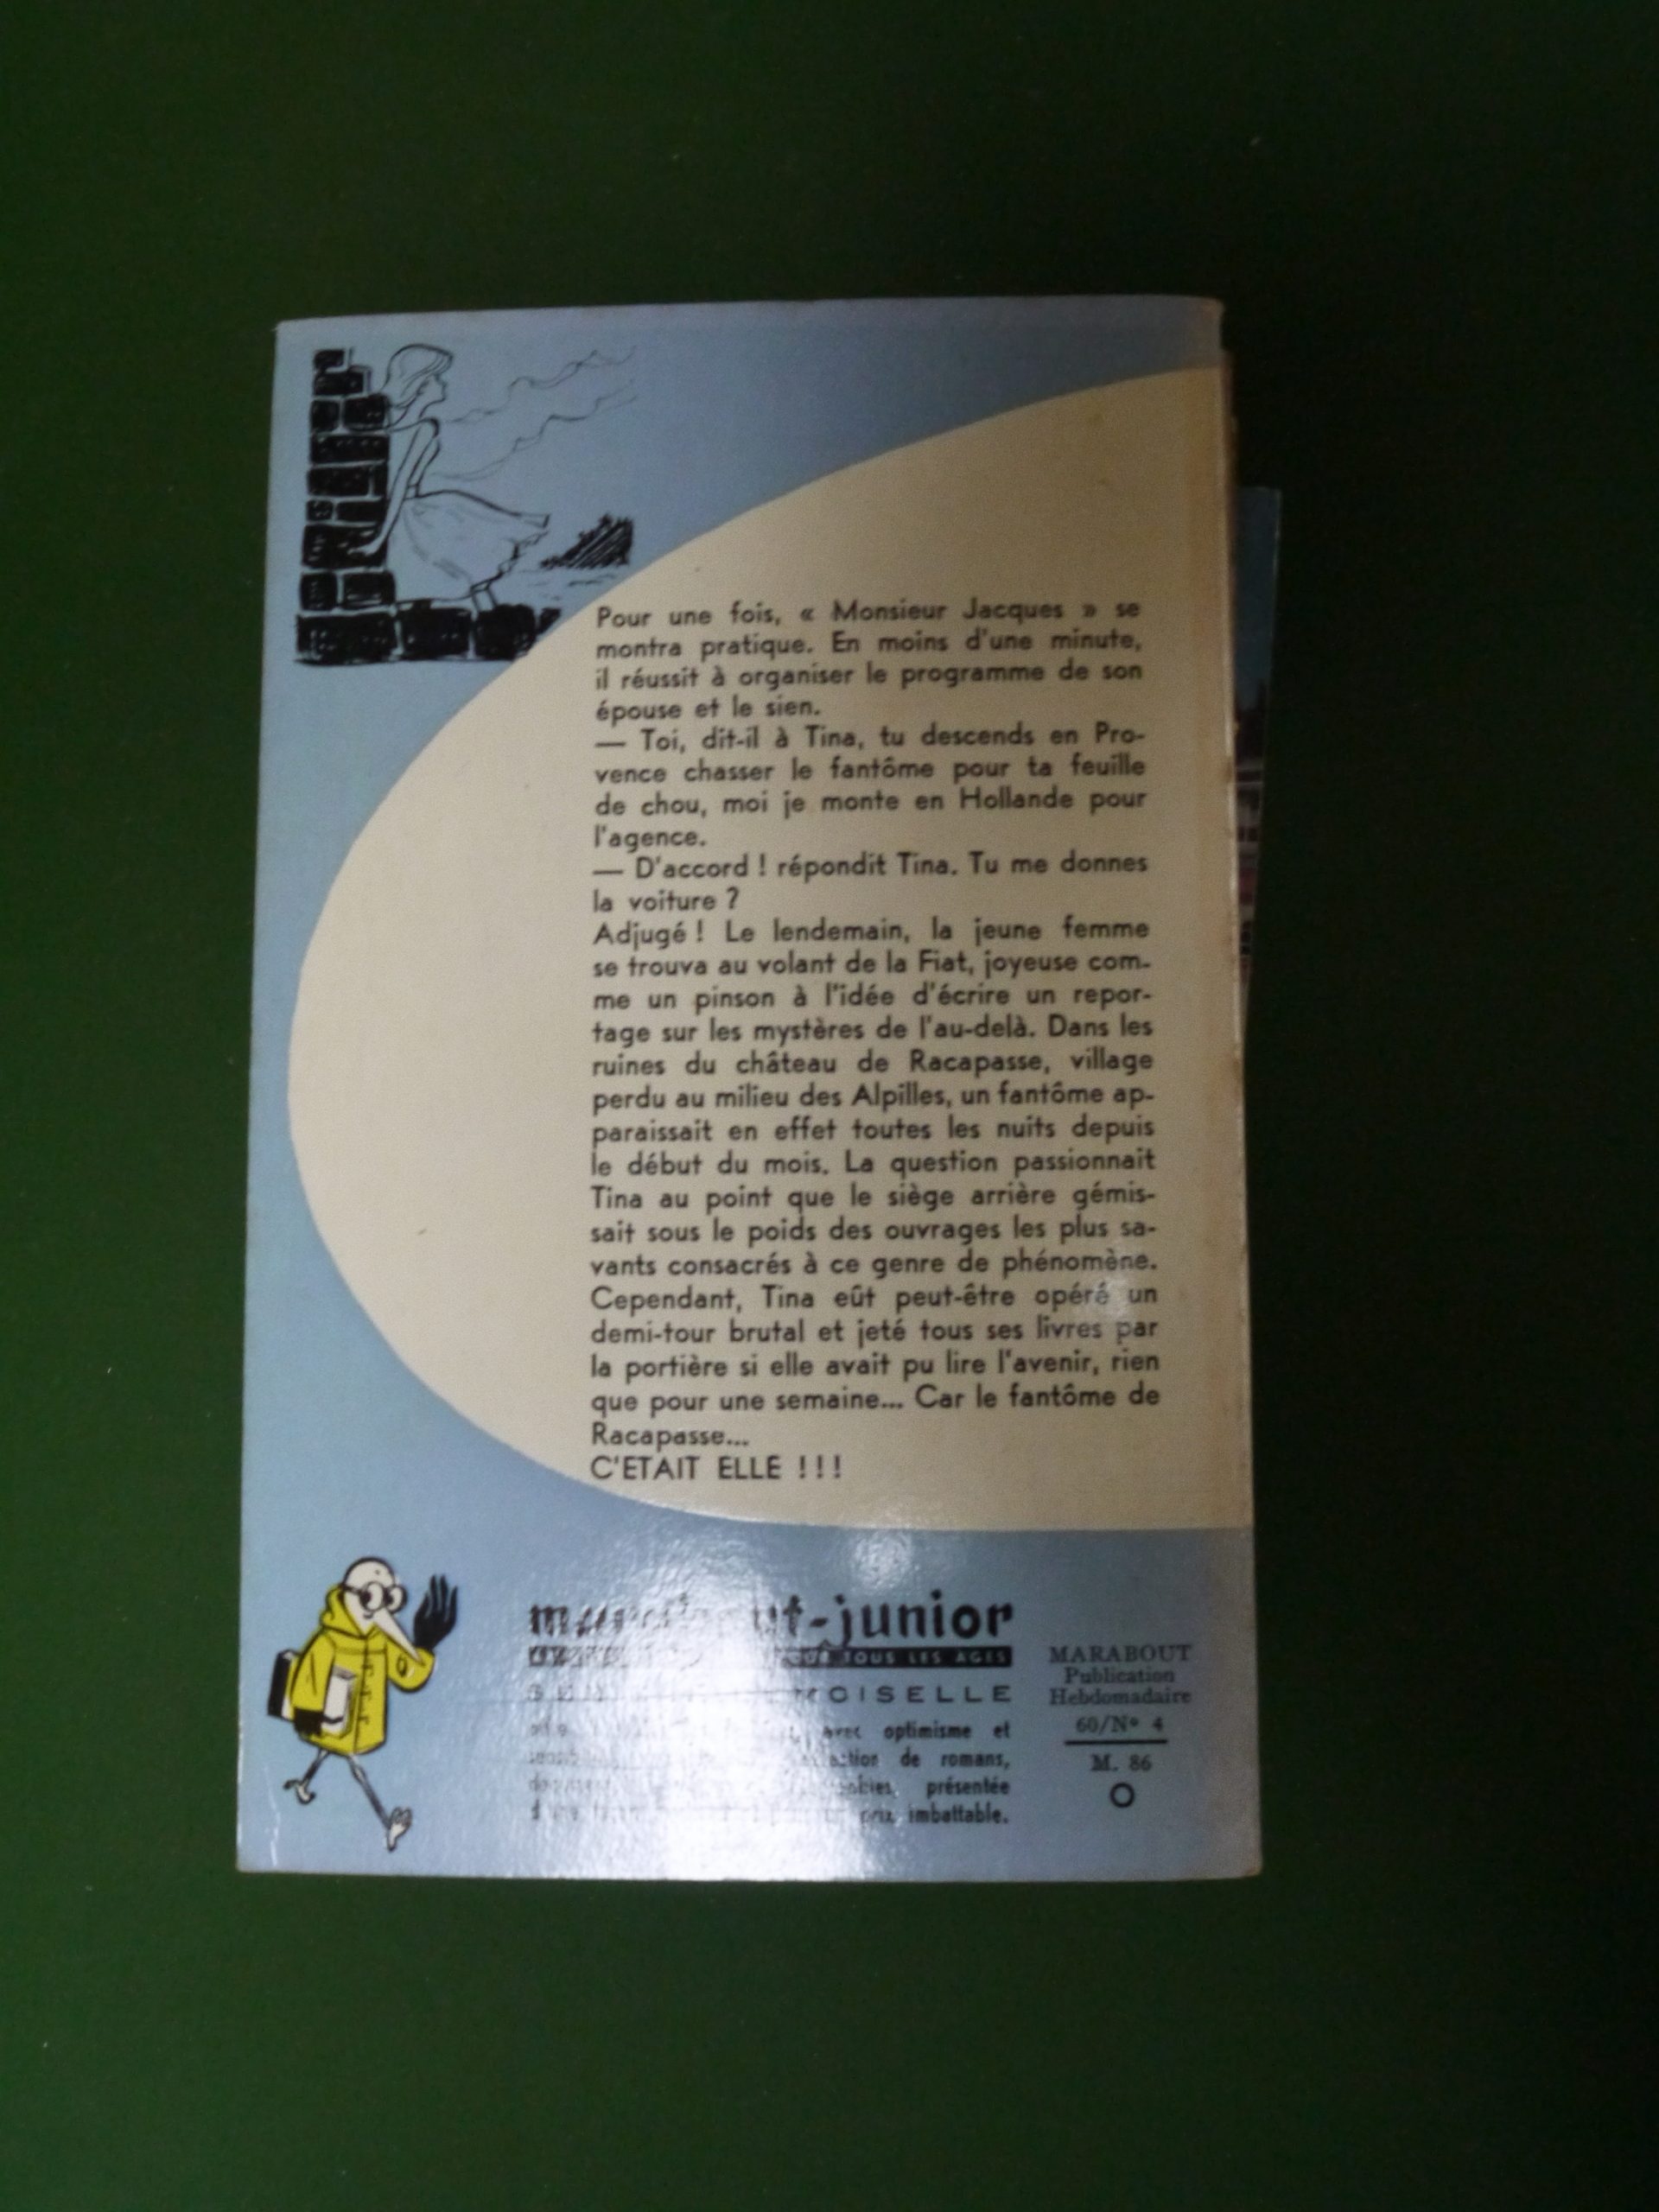 Pour une fois, « Monsieur Jacques » se
montra pratique. En moins d'une minute,
il réussit à organiser le programme de son
épouse et le sien.
— Toi, dit-il à Tina, tu descends en Pro-
vence chasser le fantôme pour ta feuille
de chou, moi je monte en Hollande pour
l'agence.
— D'accord ! répondit Tina. Tu me donnes
la voiture ?
Adjugé ! Le lendemain, la jeune femme
se trouva au volant de la Fiat, joyeuse com-
me un pinson à l'idée d'écrire un repor-
tage sur les mystères de l'au-delà. Dans les
ruines du château de Racapasse, village
perdu au milieu des Alpilles, un fantôme ap-
paraissait en effet toutes les nuits depuis
le début du mois. La question passionnait
Tina au point que le siège arrière gémis-
sait sous le poids des ouvrages les plus sa-
vants consacrés à ce genre de phénomène.
Cependant, Tina eût peut-être opéré un
demi-tour brutal et jeté tous ses livres par
la portière si elle avait pu lire l'avenir, rien
que pour une semaine... Car le fantôme de
Racapasse...
C'ETAIT ELLE !!!
marabout-junior
POUR TOUS LES AGES
avec optimisme et
de romans,
présentée
prix imbattable.
MARABOUT
Publication
Hebdomadaire
60/N° 4
M. 86
O